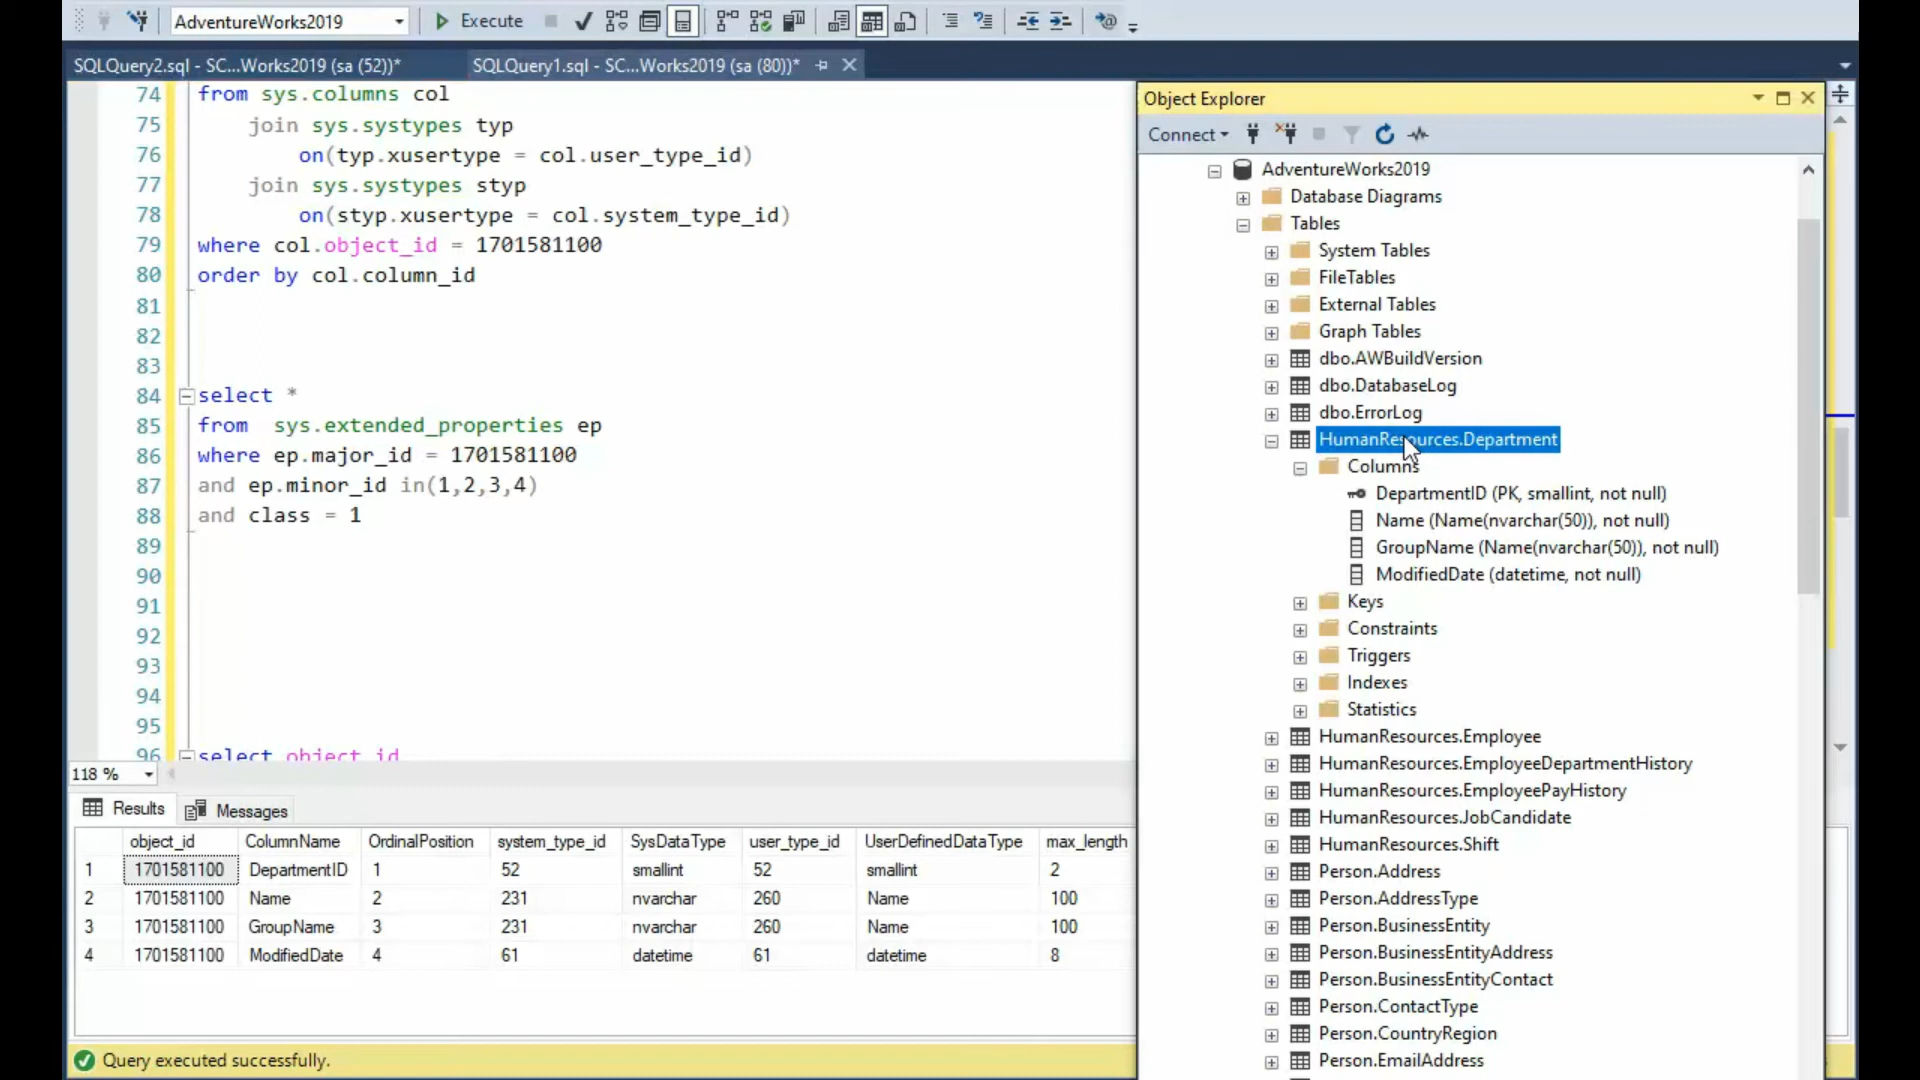 AdventureWorks2019
Execute
SQLQuery2.sql - SC...Works2019 (sa (52))*
SQLQuery1.sql - SC...Works2019 (sa (80))*
74 from sys.columns col
75 join sys.systypes typ
76 on(typ.xusertype = col.user_type_id)
77 join sys.systypes styp
78 on(styp.xusertype = col.system_type_id)
79 where col.object_id = 1701581100
80 order by col.column_id
81
82
83
84 select *
85 from sys.extended_properties ep
86 where ep.major_id = 1701581100
87 and ep.minor_id in(1,2,3,4)
88 and class = 1
89
90
91
92
93
94
95
96 select object_id
118 %
Results
Messages
object_id ColumnName OrdinalPosition system_type_id SysDataType user_type_id UserDefinedDataType max_length
1 1701581100 DepartmentID 1 52 smallint 52 smallint 2
2 1701581100 Name 2 231 nvarchar 260 Name 100
3 1701581100 GroupName 3 231 nvarchar 260 Name 100
4 1701581100 ModifiedDate 4 61 datetime 61 datetime 8
Query executed successfully.
Object Explorer
Connect
AdventureWorks2019
Database Diagrams
Tables
System Tables
FileTables
External Tables
Graph Tables
dbo.AWBuildVersion
dbo.DatabaseLog
dbo.ErrorLog
HumanResources.Department
Columns
DepartmentID (PK, smallint, not null)
Name (Name(nvarchar(50)), not null)
GroupName (Name(nvarchar(50)), not null)
ModifiedDate (datetime, not null)
Keys
Constraints
Triggers
Indexes
Statistics
HumanResources.Employee
HumanResources.EmployeeDepartmentHistory
HumanResources.EmployeePayHistory
HumanResources.JobCandidate
HumanResources.Shift
Person.Address
Person.AddressType
Person.BusinessEntity
Person.BusinessEntityAddress
Person.BusinessEntityContact
Person.ContactType
Person.CountryRegion
Person.EmailAddress